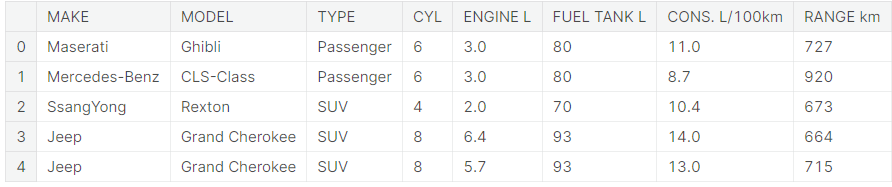 MAKE MODEL TYPE CYL ENGINE L FUEL TANK L CONS. L/100km RANGE km
0 Maserati Ghibli Passenger 6 3.0 80 11.0 727
1 Mercedes-Benz CLS-Class Passenger 6 3.0 80 8.7 920
2 SsangYong Rexton SUV 4 2.0 70 10.4 673
3 Jeep Grand Cherokee SUV 8 6.4 93 14.0 664
4 Jeep Grand Cherokee SUV 8 5.7 93 13.0 715